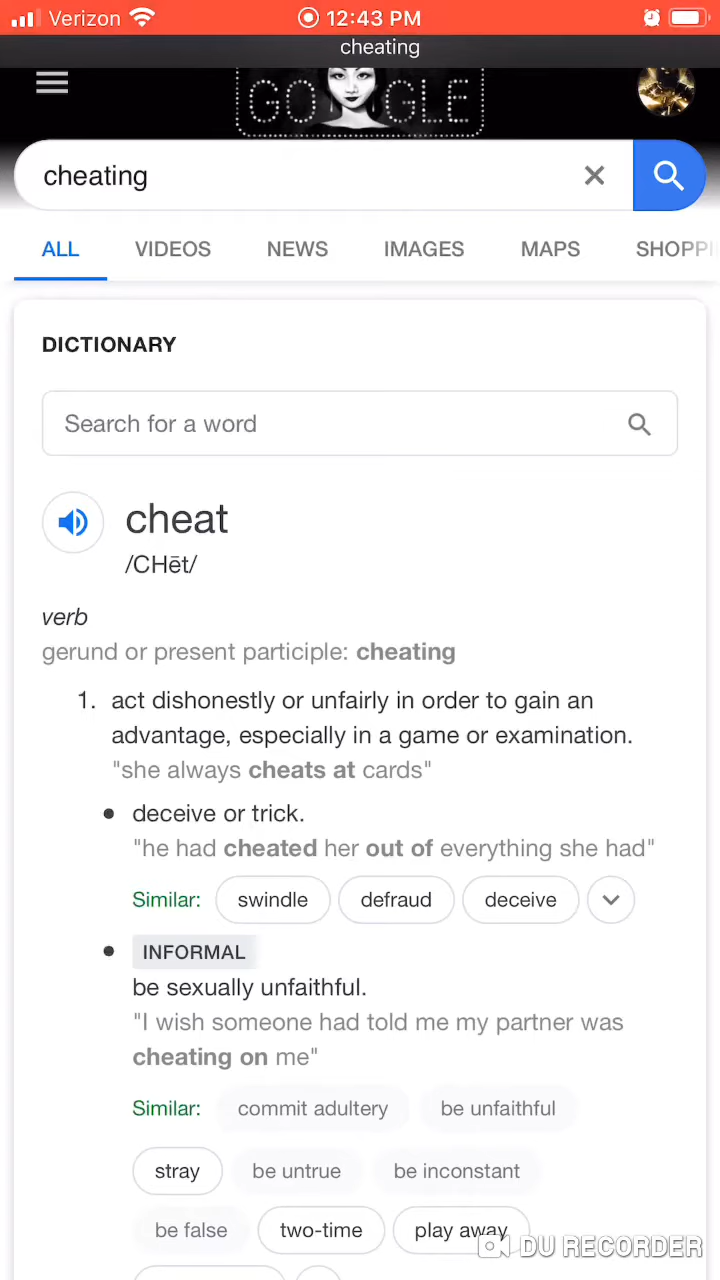 Verizon 12:43 PM
cheating
GOOGLE
cheating
ALL VIDEOS NEWS IMAGES MAPS SHOPPI
DICTIONARY
Search for a word
cheat
/CHēt/
verb
gerund or present participle: cheating
1. act dishonestly or unfairly in order to gain an
advantage, especially in a game or examination.
"she always cheats at cards"
• deceive or trick.
"he had cheated her out of everything she had"
Similar: swindle defraud deceive
• INFORMAL
be sexually unfaithful.
"I wish someone had told me my partner was
cheating on me"
Similar: commit adultery be unfaithful
stray be untrue be inconstant
be false two-time play away
DU RECORDER